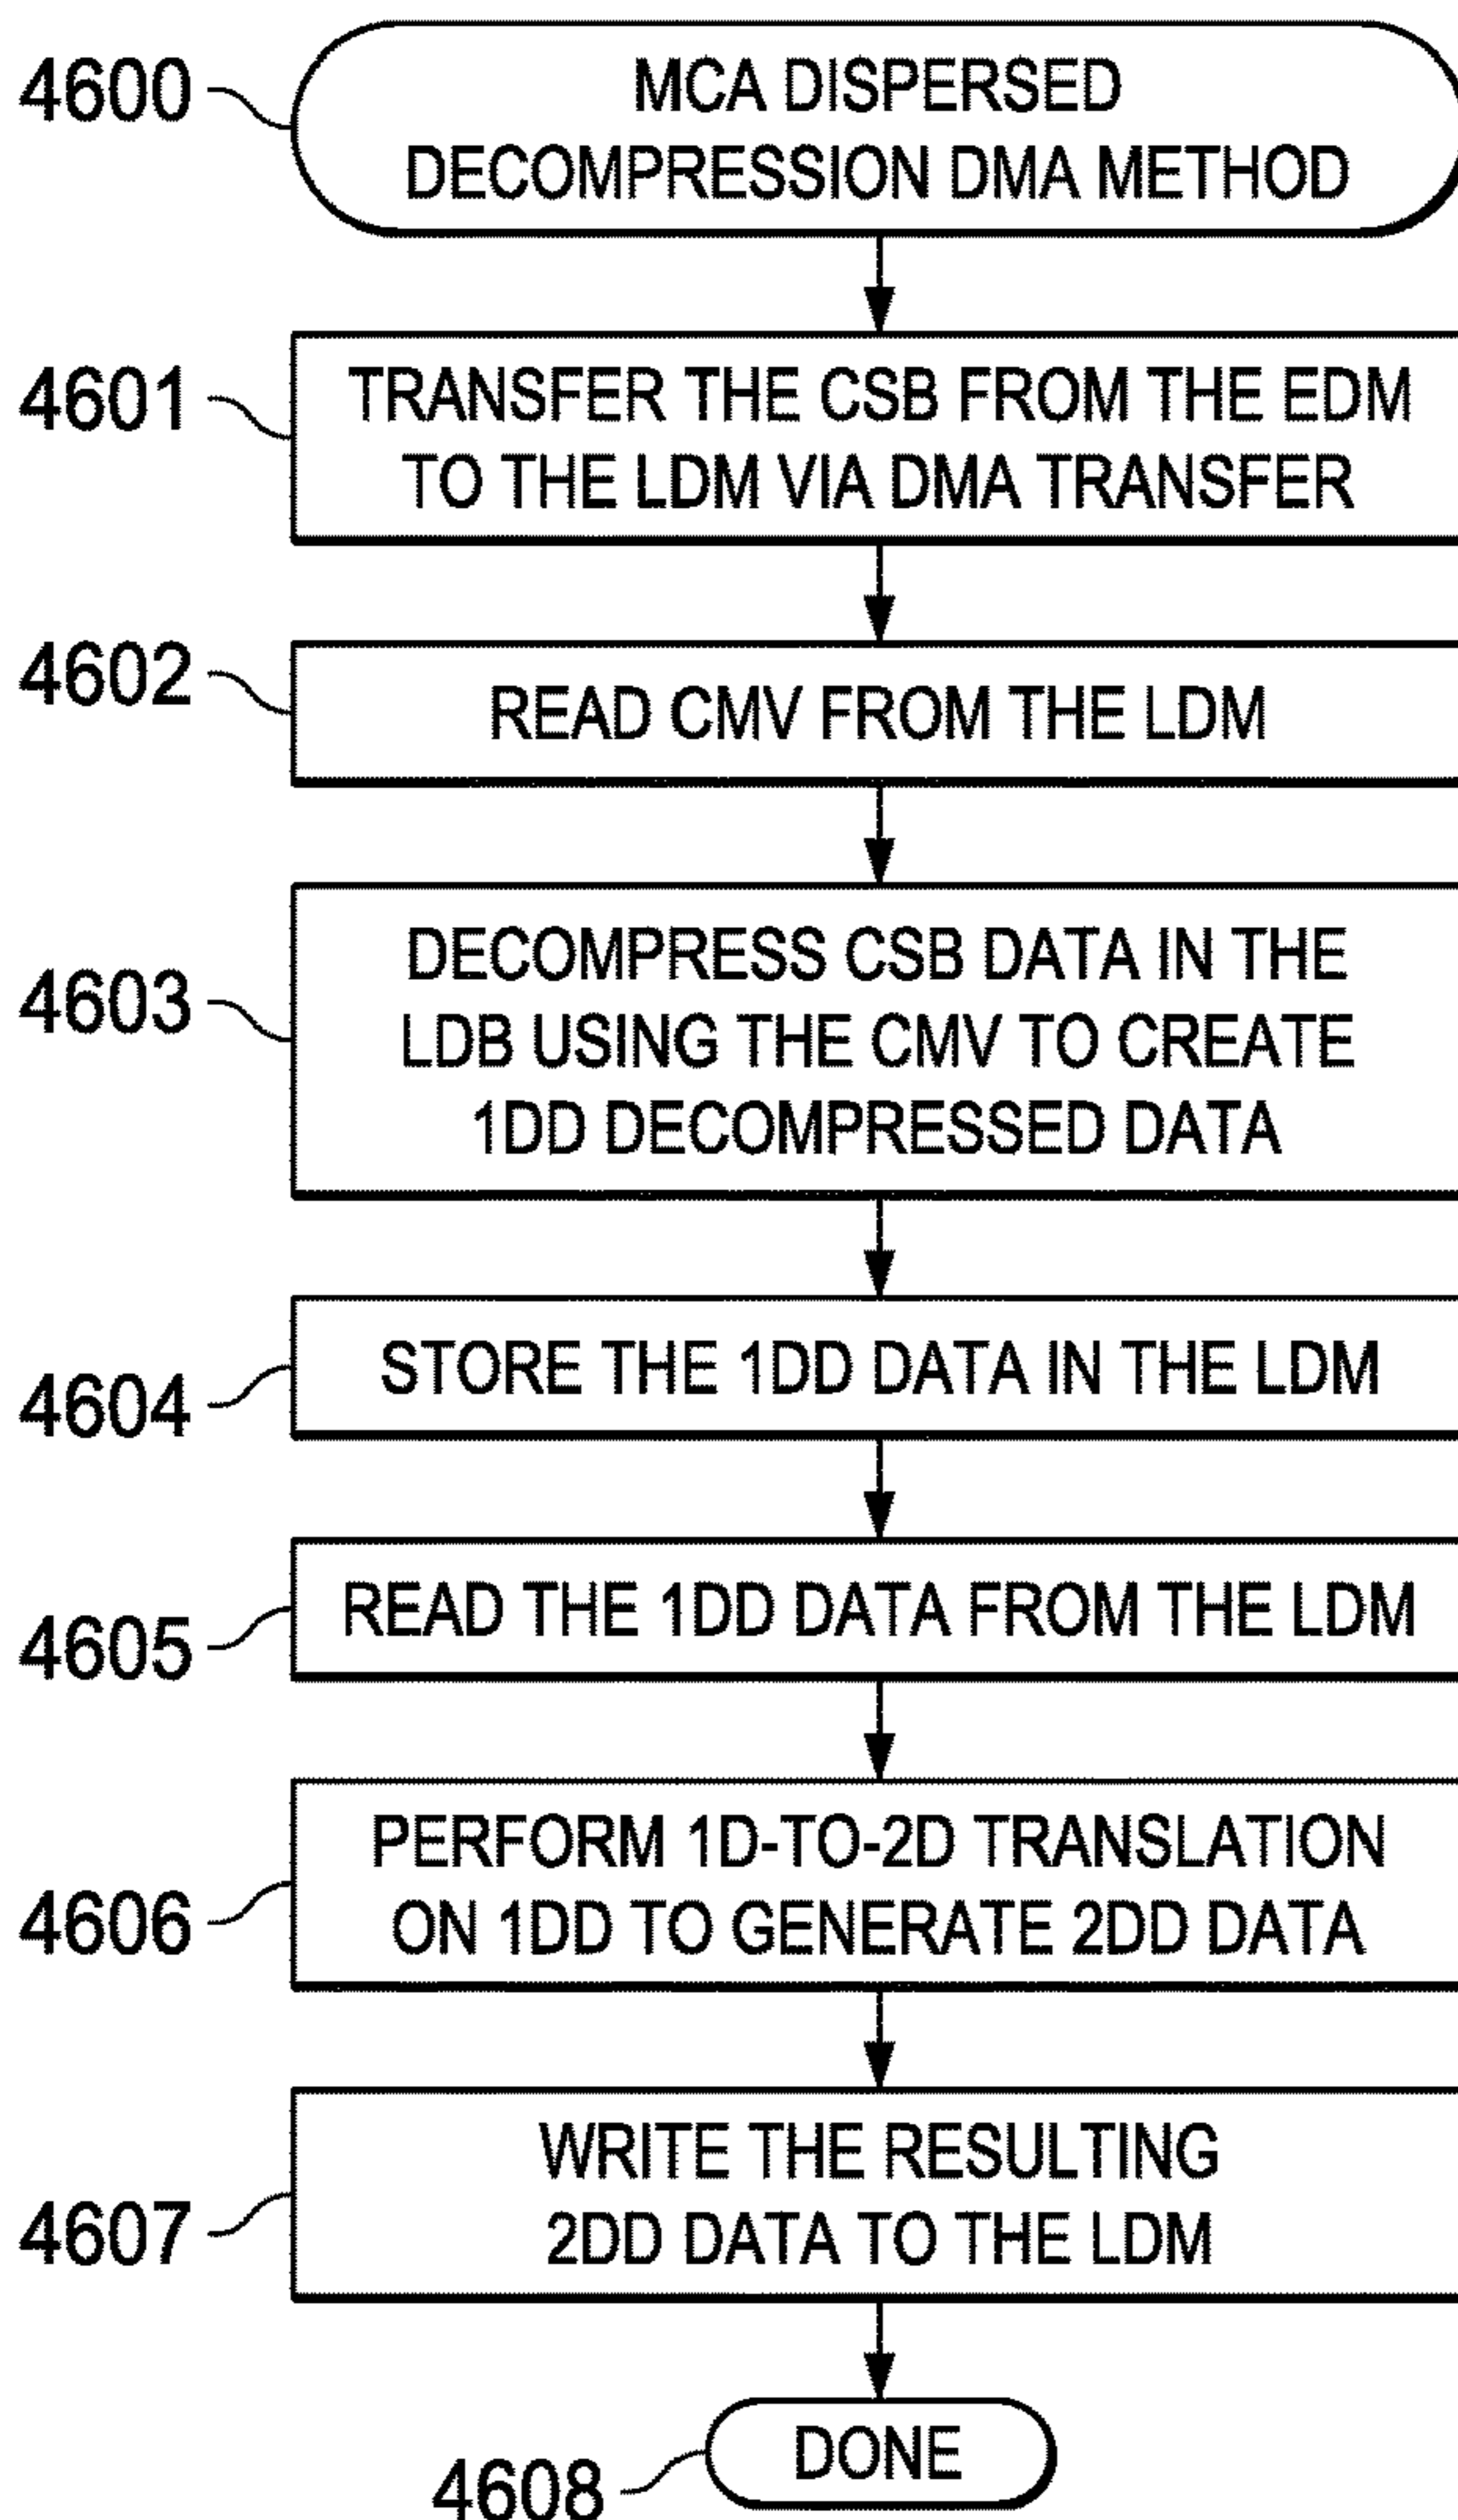 4600
MCA DISPERSED
DECOMPRESSION DMA METHOD
4601
TRANSFER THE CSB FROM THE EDM
TO THE LDM VIA DMA TRANSFER
4602
READ CMV FROM THE LDM
4603
DECOMPRESS CSB DATA IN THE
LDB USING THE CMV TO CREATE
1DD DECOMPRESSED DATA
4604
STORE THE 1DD DATA IN THE LDM
4605
READ THE 1DD DATA FROM THE LDM
4606
PERFORM 1D-TO-2D TRANSLATION
ON 1DD TO GENERATE 2DD DATA
4607
WRITE THE RESULTING
2DD DATA TO THE LDM
4608
DONE